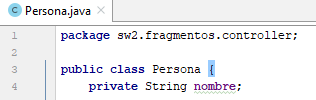 Persona.java
1 package sw2.fragmentos.controller;
2
3 public class Persona {
4 private String nombre;